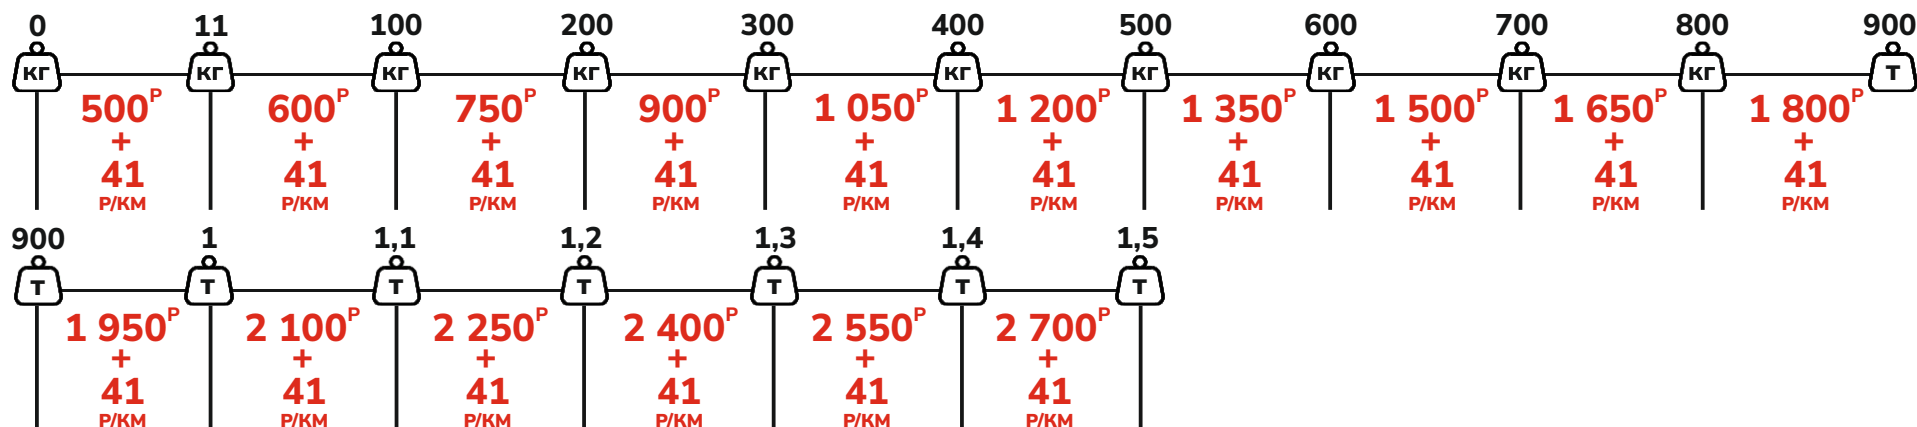 0 11 100 200 300 400 500 600 700 800 900
КГ КГ КГ КГ КГ КГ КГ КГ КГ КГ Т
500Р 600Р 750Р 900Р 1 050Р 1 200Р 1 350Р 1 500Р 1 650Р 1 800Р
+ + + + + + + + + +
41 41 41 41 41 41 41 41 41 41
Р/КМ Р/КМ Р/КМ Р/КМ Р/КМ Р/КМ Р/КМ Р/КМ Р/КМ Р/КМ
900 1 1,1 1,2 1,3 1,4 1,5
Т Т Т Т Т Т Т
1 950Р 2 100Р 2 250Р 2 400Р 2 550Р 2 700Р
+ + + + + +
41 41 41 41 41 41
Р/КМ Р/КМ Р/КМ Р/КМ Р/КМ Р/КМ